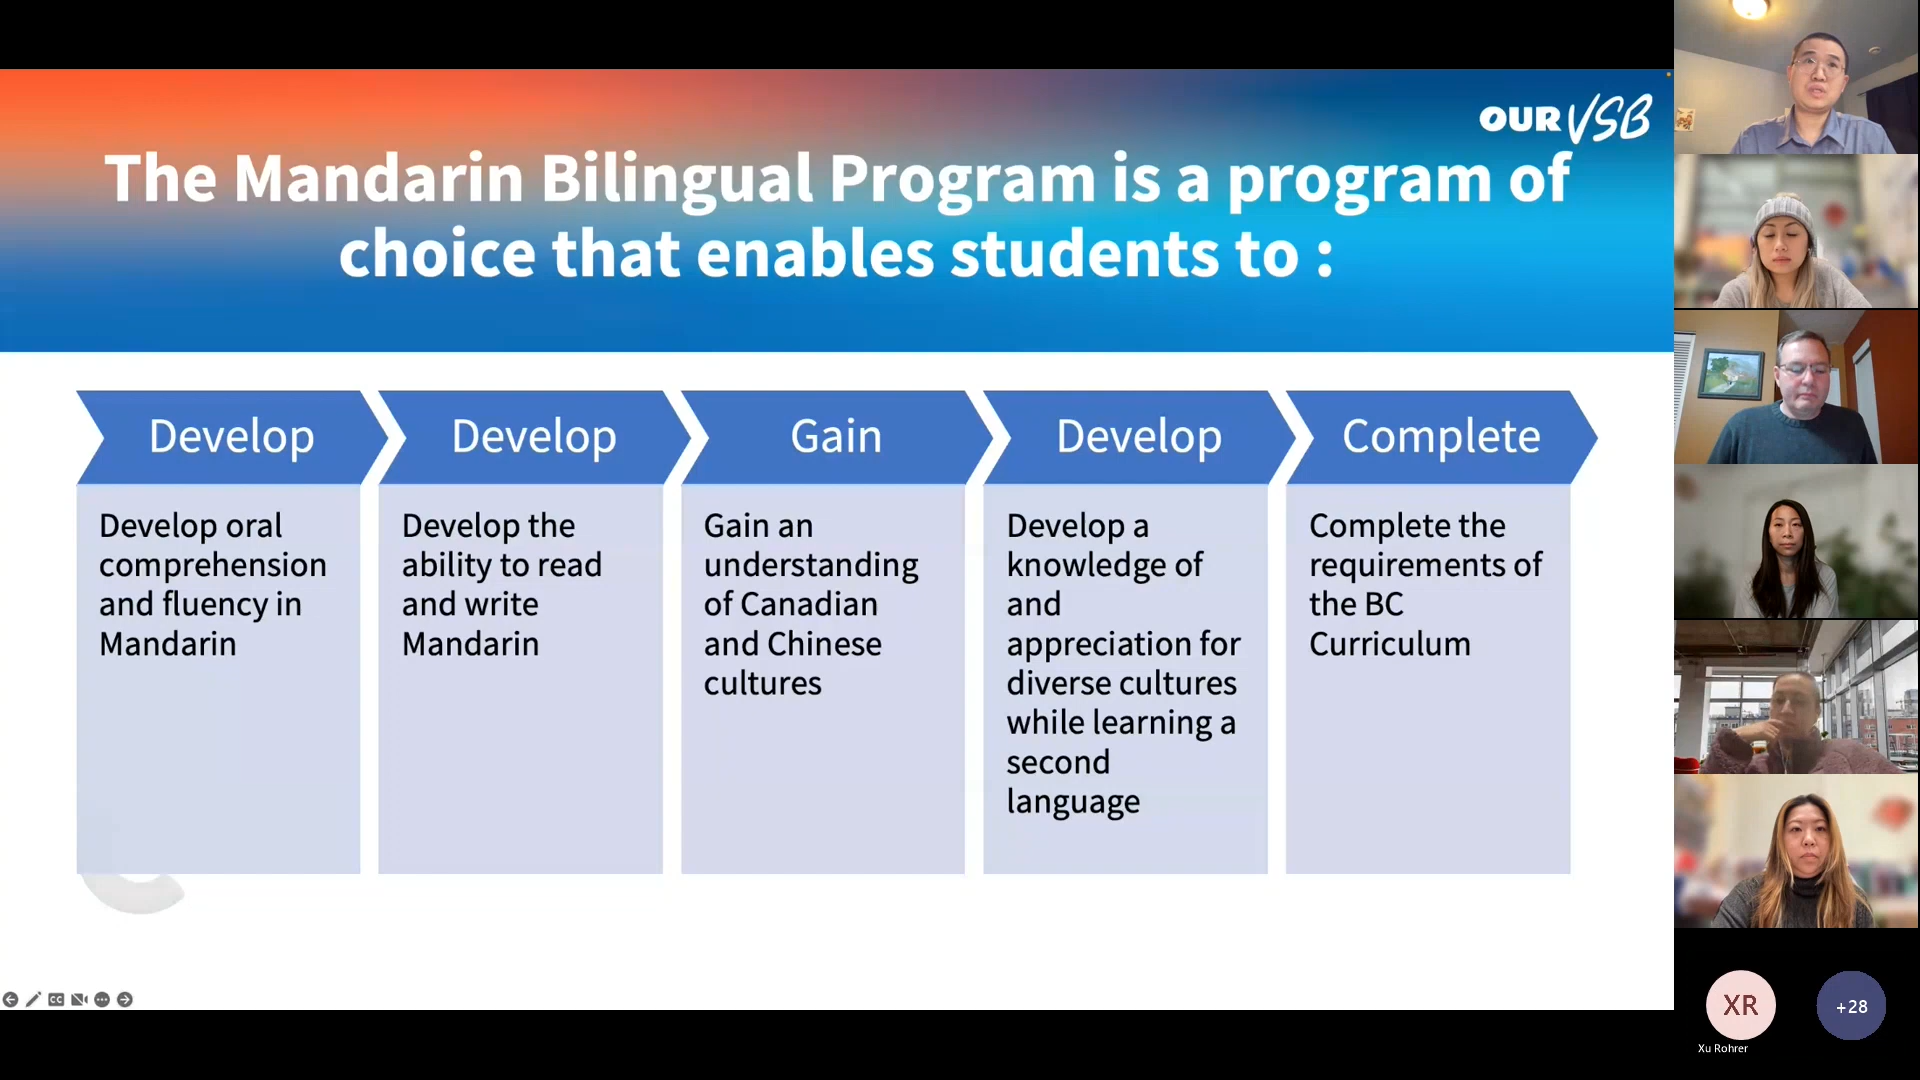 OUR VSB
The Mandarin Bilingual Program is a program of
choice that enables students to :
Develop
Develop oral
comprehension
and fluency in
Mandarin
Develop
Develop the
ability to read
and write
Mandarin
Gain
Gain an
understanding
of Canadian
and Chinese
cultures
Develop
Develop a
knowledge of
and
appreciation for
diverse cultures
while learning a
second
language
Complete
Complete the
requirements of
the BC
Curriculum
CC
XR
Xu Rohrer
+28